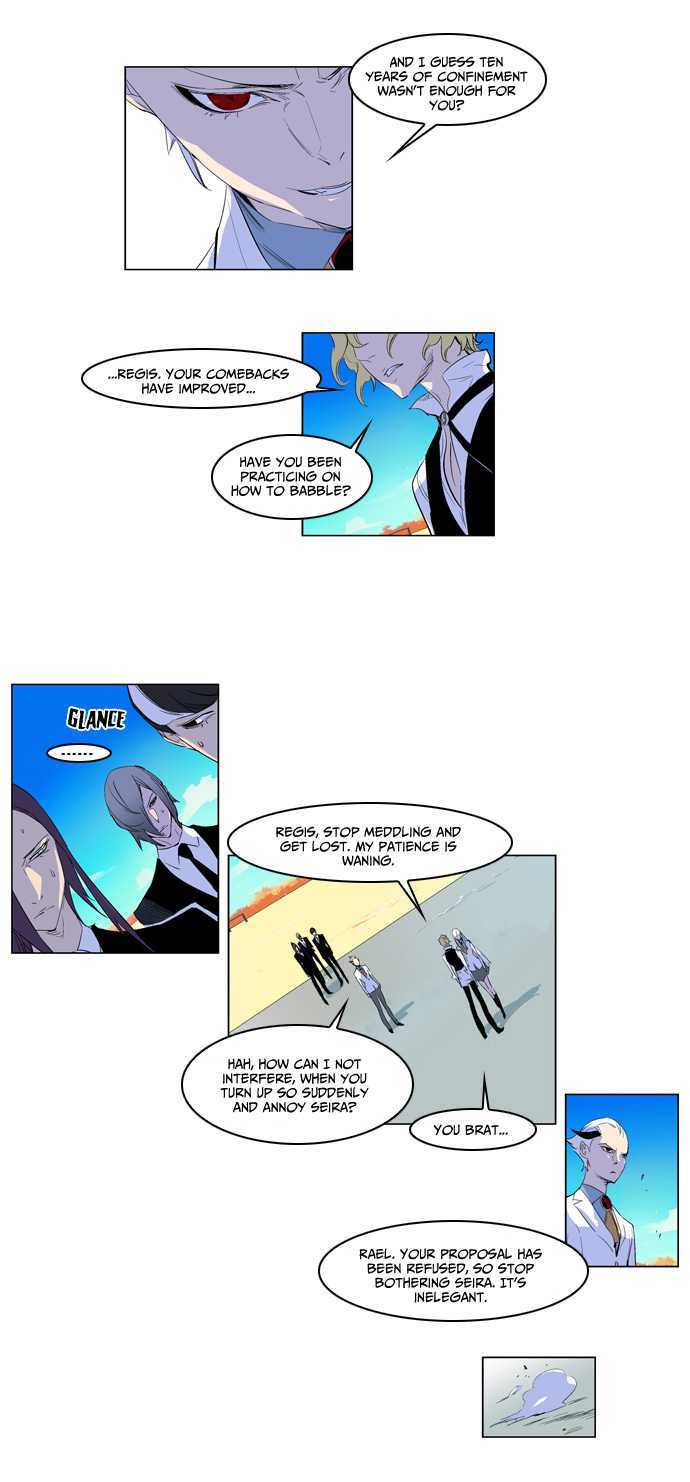 AND I GUESS TEN
YEARS OF CONFINEMENT
WASN'T ENOUGH FOR
YOU?
...REGIS. YOUR COMEBACKS
HAVE IMPROVED...
HAVE YOU BEEN
PRACTICING ON
HOW TO BABBLE?
GLANCE
......
REGIS, STOP MEDDLING AND
GET LOST. MY PATIENCE IS
WANING.
HAH, HOW CAN I NOT
INTERFERE, WHEN YOU
TURN UP SO SUDDENLY
AND ANNOY SEIRA?
YOU BRAT...
RAEL. YOUR PROPOSAL HAS
BEEN REFUSED, SO STOP
BOTHERING SEIRA. IT'S
INELEGANT.